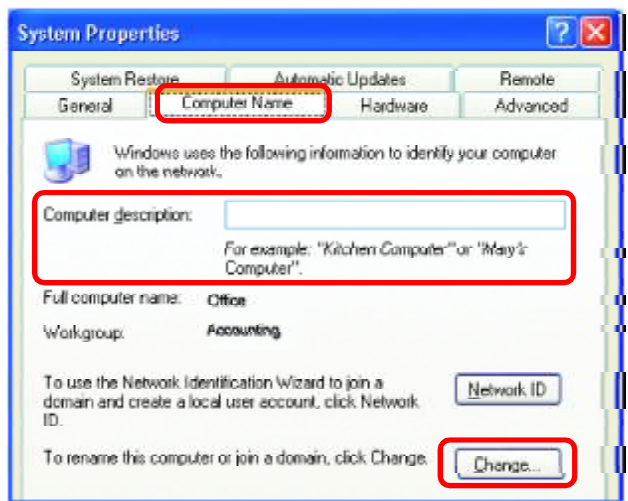 System Properties
System Restore Automatic Updates Remote
General Computer Name Hardware Advanced
Windows uses the following information to identify your computer
on the network.
Computer description:
For example: "Kitchen Computer" or "Mary's
Computer".
Full computer name: Office
Workgroup: Accounting
To use the Network Identification Wizard to join a
domain and create a local user account, click Network
ID.
Network ID
To rename this computer or join a domain, click Change.
Change...